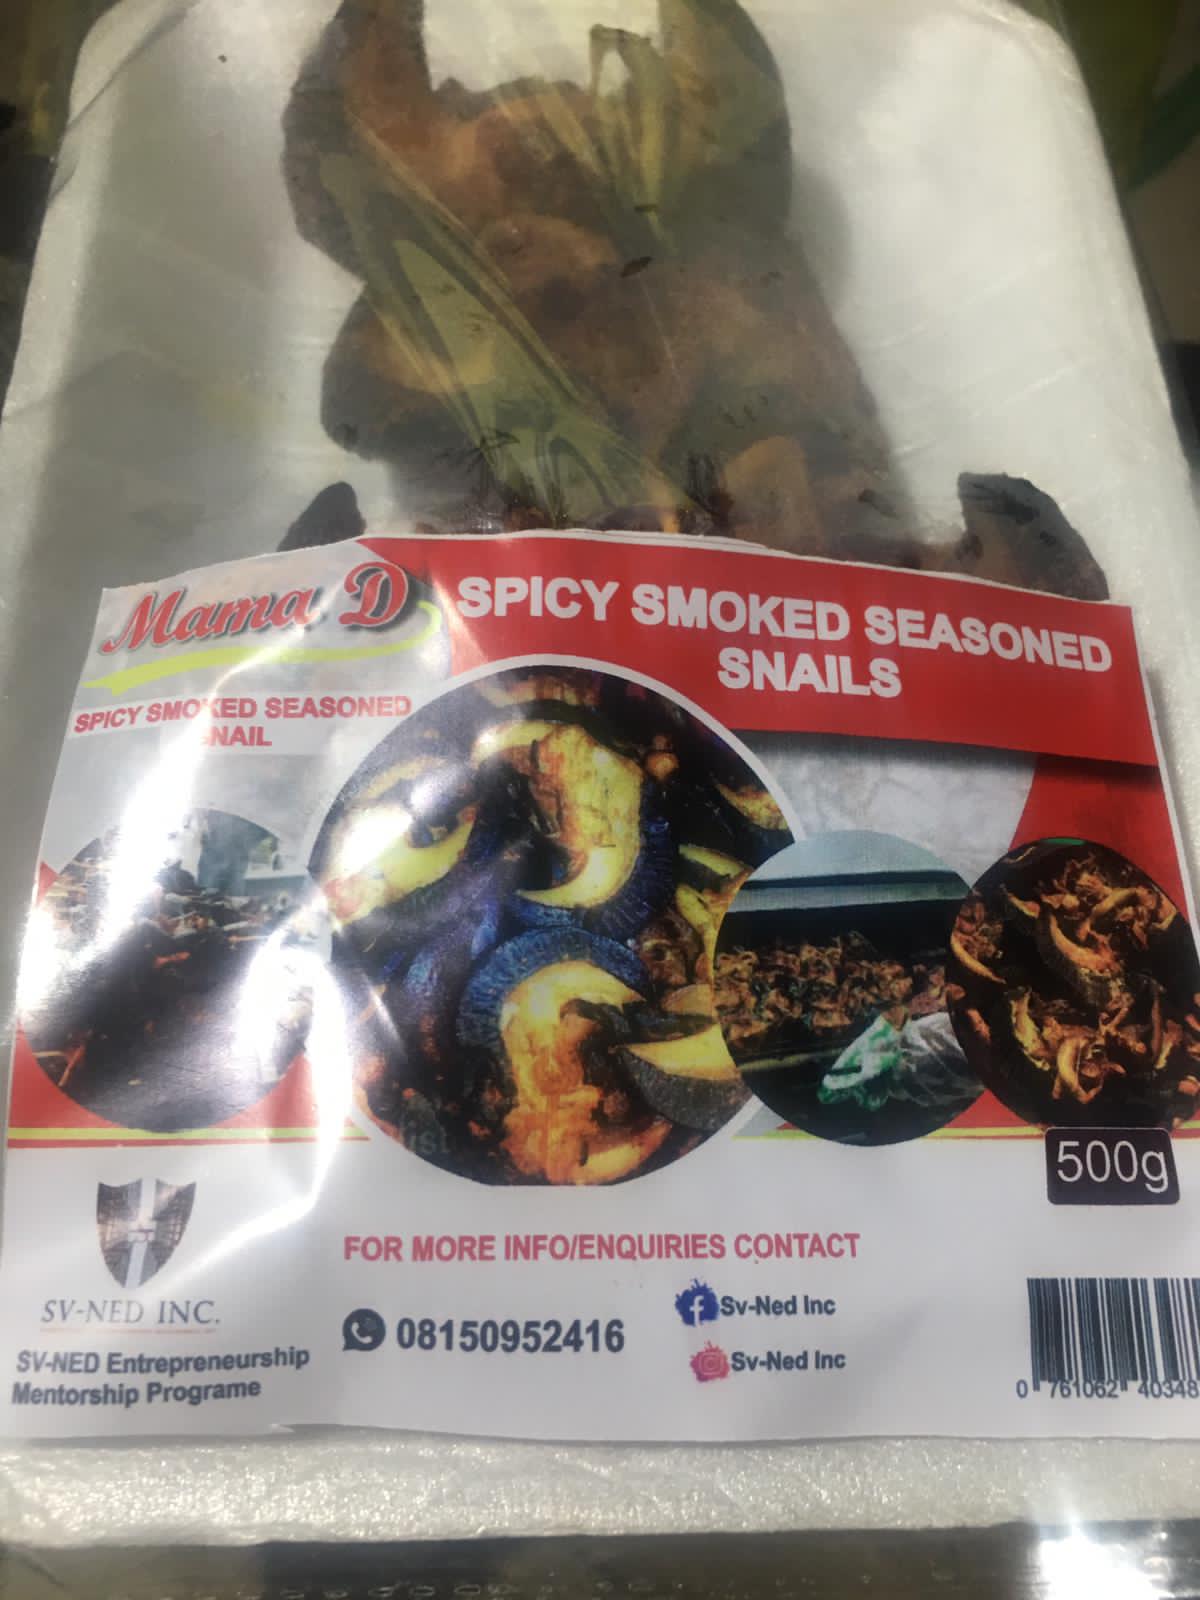 Mama D
SPICY SMOKED SEASONED
SNAILS
SPICY SMOKED SEASONED
SNAIL
500g
FOR MORE INFO/ENQUIRIES CONTACT
08150952416
Sv-Ned Inc
Sv-Ned Inc
SV-NED INC.
SV-NED Entrepreneurship
Mentorship Programe
0 761062 40348